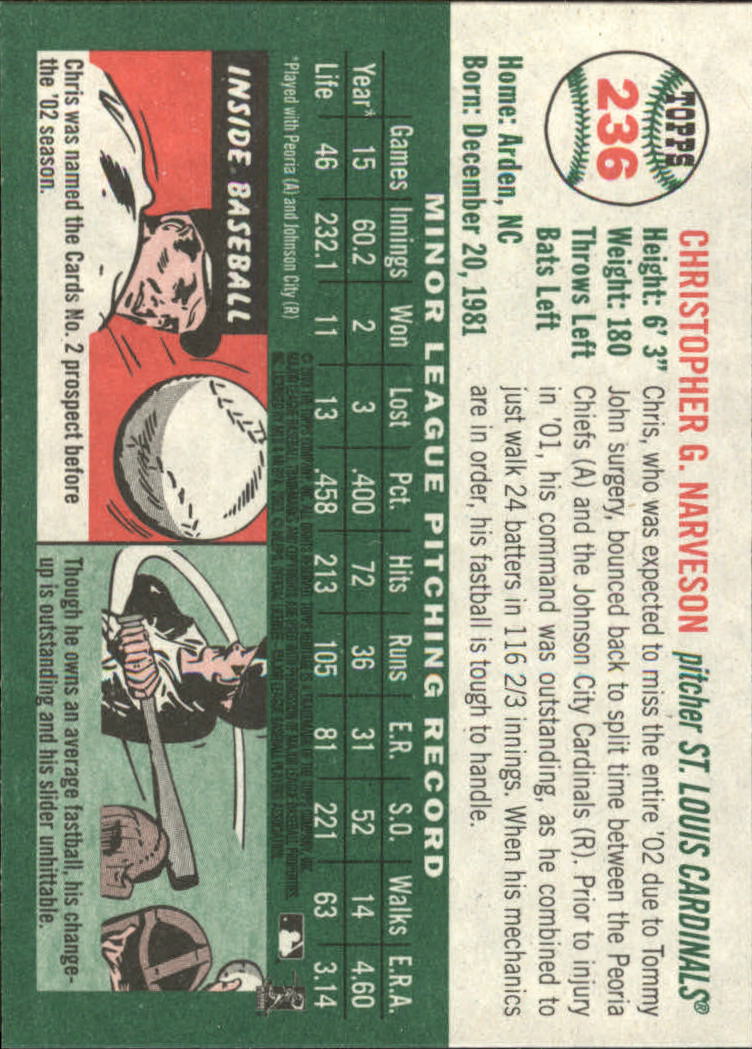 TOPPS
236
CHRISTOPHER G. NARVESON pitcher ST. LOUIS CARDINALS®
Height: 6' 3"
Weight: 180
Throws Left
Bats Left
Home: Arden, NC
Born: December 20, 1981
Chris, who was expected to miss the entire '02 due to Tommy
John surgery, bounced back to split time between the Peoria
Chiefs (A) and the Johnson City Cardinals (R). Prior to injury
in '01, his command was outstanding, as he combined to
just walk 24 batters in 116 2/3 innings. When his mechanics
are in order, his fastball is tough to handle.
MINOR LEAGUE PITCHING RECORD
Games Innings Won Lost Pct. Hits Runs E.R. S.O. Walks E.R.A.
Year* 15 60.2 2 3 .400 72 36 31 52 14 4.60
Life 46 232.1 11 13 .458 213 105 81 221 63 3.14
*Played with Peoria (A) and Johnson City (R)
INSIDE BASEBALL
Chris was named the Cards No. 2 prospect before
the '02 season.
Though he owns an average fastball, his change-
up is outstanding and his slider unhittable.